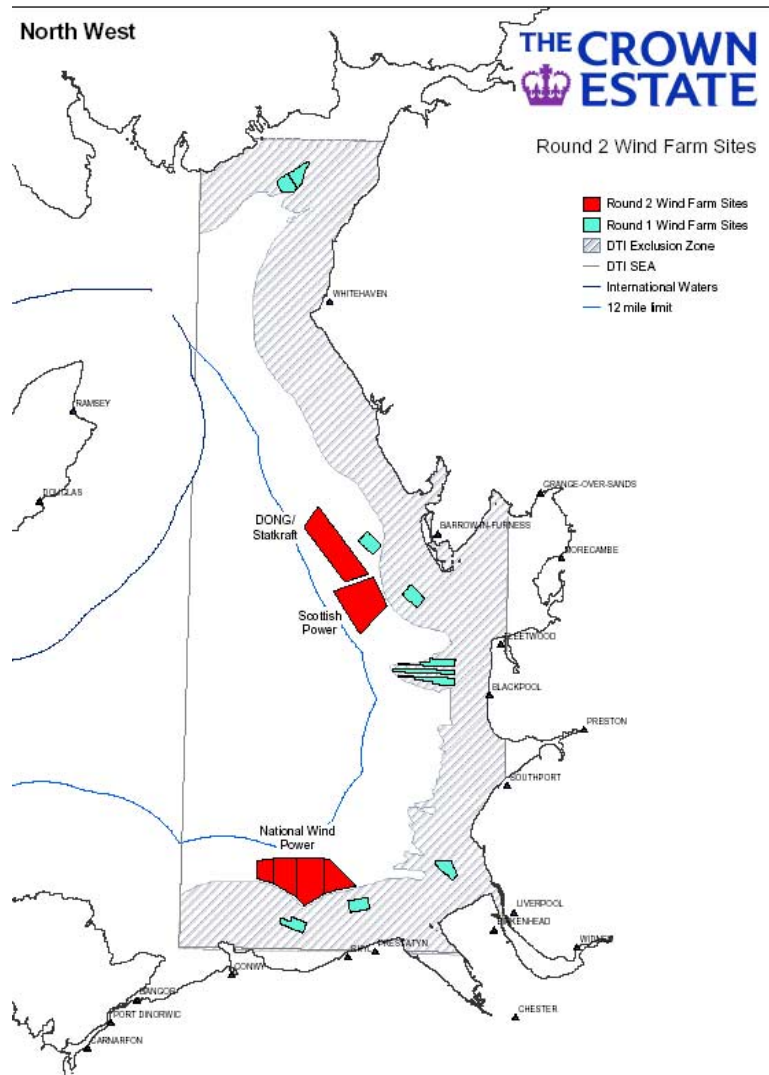 North West
THE CROWN
ESTATE
Round 2 Wind Farm Sites
Round 2 Wind Farm Sites
Round 1 Wind Farm Sites
DTI Exclusion Zone
DTI SEA
International Waters
12 mile limit
WHITEHAVEN
RAMSEY
DOUGLAS
GRANGE-OVER-SANDS
DONG/
Statkraft
BARROW-IN-FURNESS
MORECAMBE
Scottish
Power
FLEETWOOD
BLACKPOOL
PRESTON
SOUTHPORT
National Wind
Power
LIVERPOOL
BIRKENHEAD
WIDNES
PRESTATYN
RHYL
CONWY
BANGOR
PORT DINORWIC
CHESTER
CARNARFON